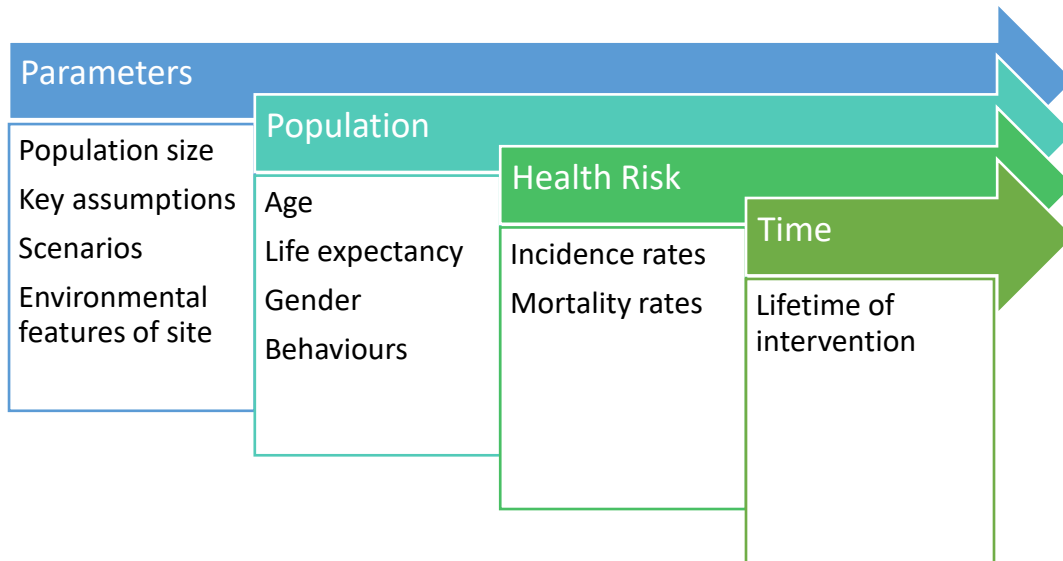 Parameters
Population size
Key assumptions
Scenarios
Environmental
features of site
Population
Age
Life expectancy
Gender
Behaviours
Health Risk
Incidence rates
Mortality rates
Time
Lifetime of
intervention